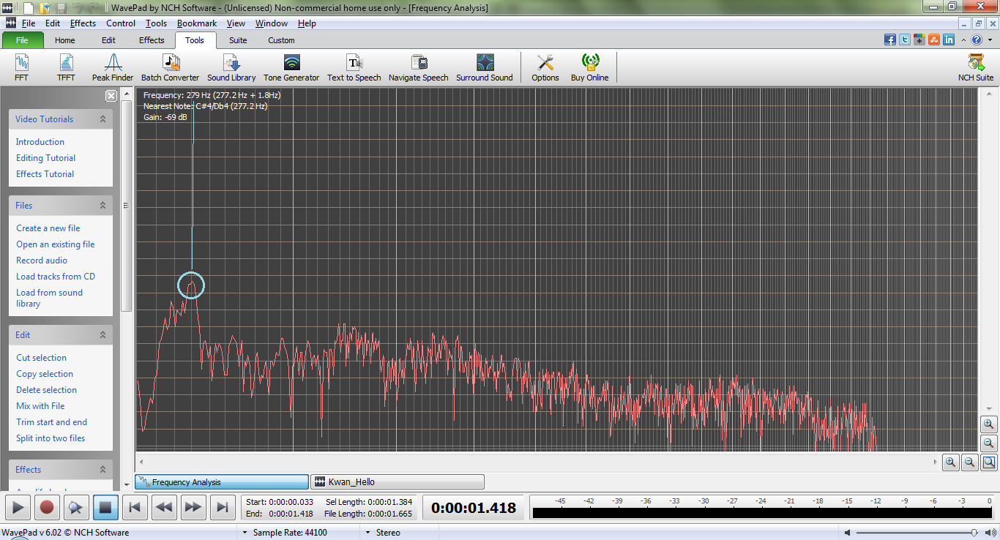 WavePad by NCH Software - (Unlicensed) Non-commercial home use only - [Frequency Analysis]
File Edit Effects Control Tools Bookmark View Window Help
File Home Edit Effects Tools Suite Custom
FFT TFFT Peak Finder Batch Converter Sound Library Tone Generator Text to Speech Navigate Speech Surround Sound Options Buy Online NCH Suite
Frequency: 279 Hz (277.2 Hz + 1.8Hz)
Nearest Note: C#4/Db4 (277.2 Hz)
Gain: -69 dB
Video Tutorials
Introduction
Editing Tutorial
Effects Tutorial
Files
Create a new file
Open an existing file
Record audio
Load tracks from CD
Load from sound
library
Edit
Cut selection
Copy selection
Delete selection
Mix with File
Trim start and end
Split into two files
Effects
Frequency Analysis Kwan_Hello
Start: 0:00:00.033 Sel Length: 0:00:01.384
End: 0:00:01.418 File Length: 0:00:01.665
0:00:01.418
-45 -42 -39 -36 -33 -30 -27 -24 -21 -18 -15 -12 -9 -6 -3 0
WavePad v 6.02 © NCH Software Sample Rate: 44100 Stereo